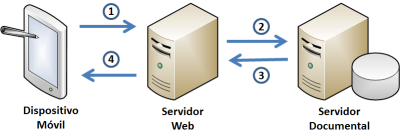 1
2
4
3
Dispositivo
Móvil
Servidor
Web
Servidor
Documental